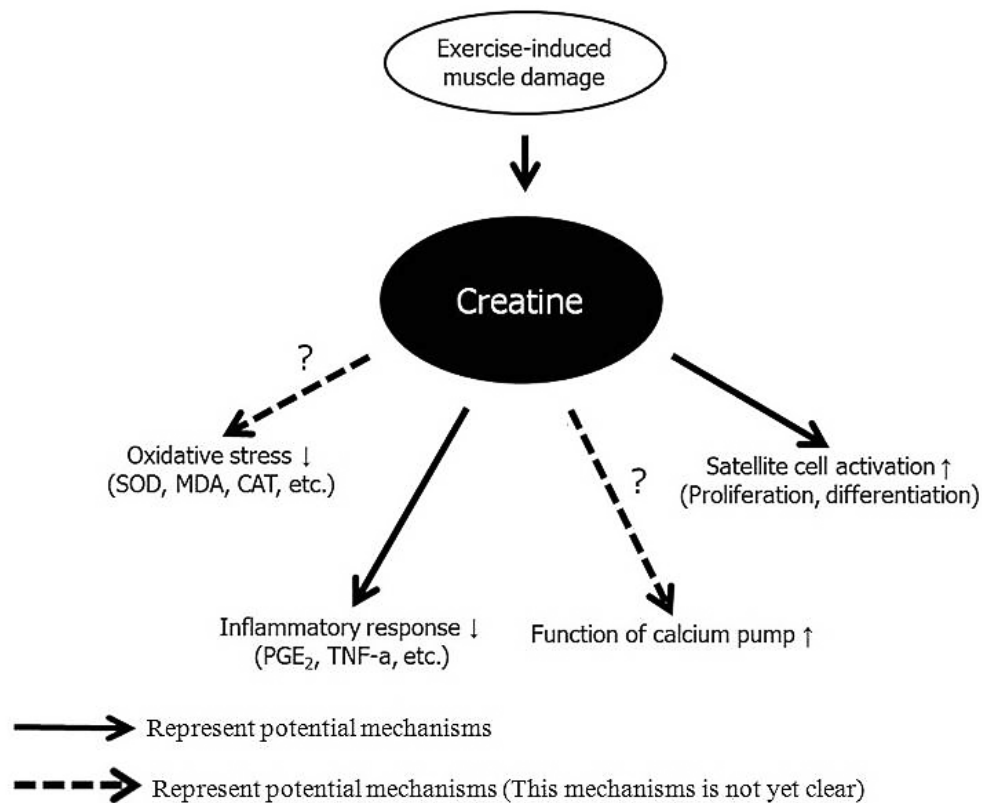 Exercise-induced
muscle damage
Creatine
?
Oxidative stress ↓
(SOD, MDA, CAT, etc.)
Satellite cell activation ↑
(Proliferation, differentiation)
?
Inflammatory response ↓
(PGE₂, TNF-a, etc.)
Function of calcium pump ↑
Represent potential mechanisms
Represent potential mechanisms (This mechanisms is not yet clear)